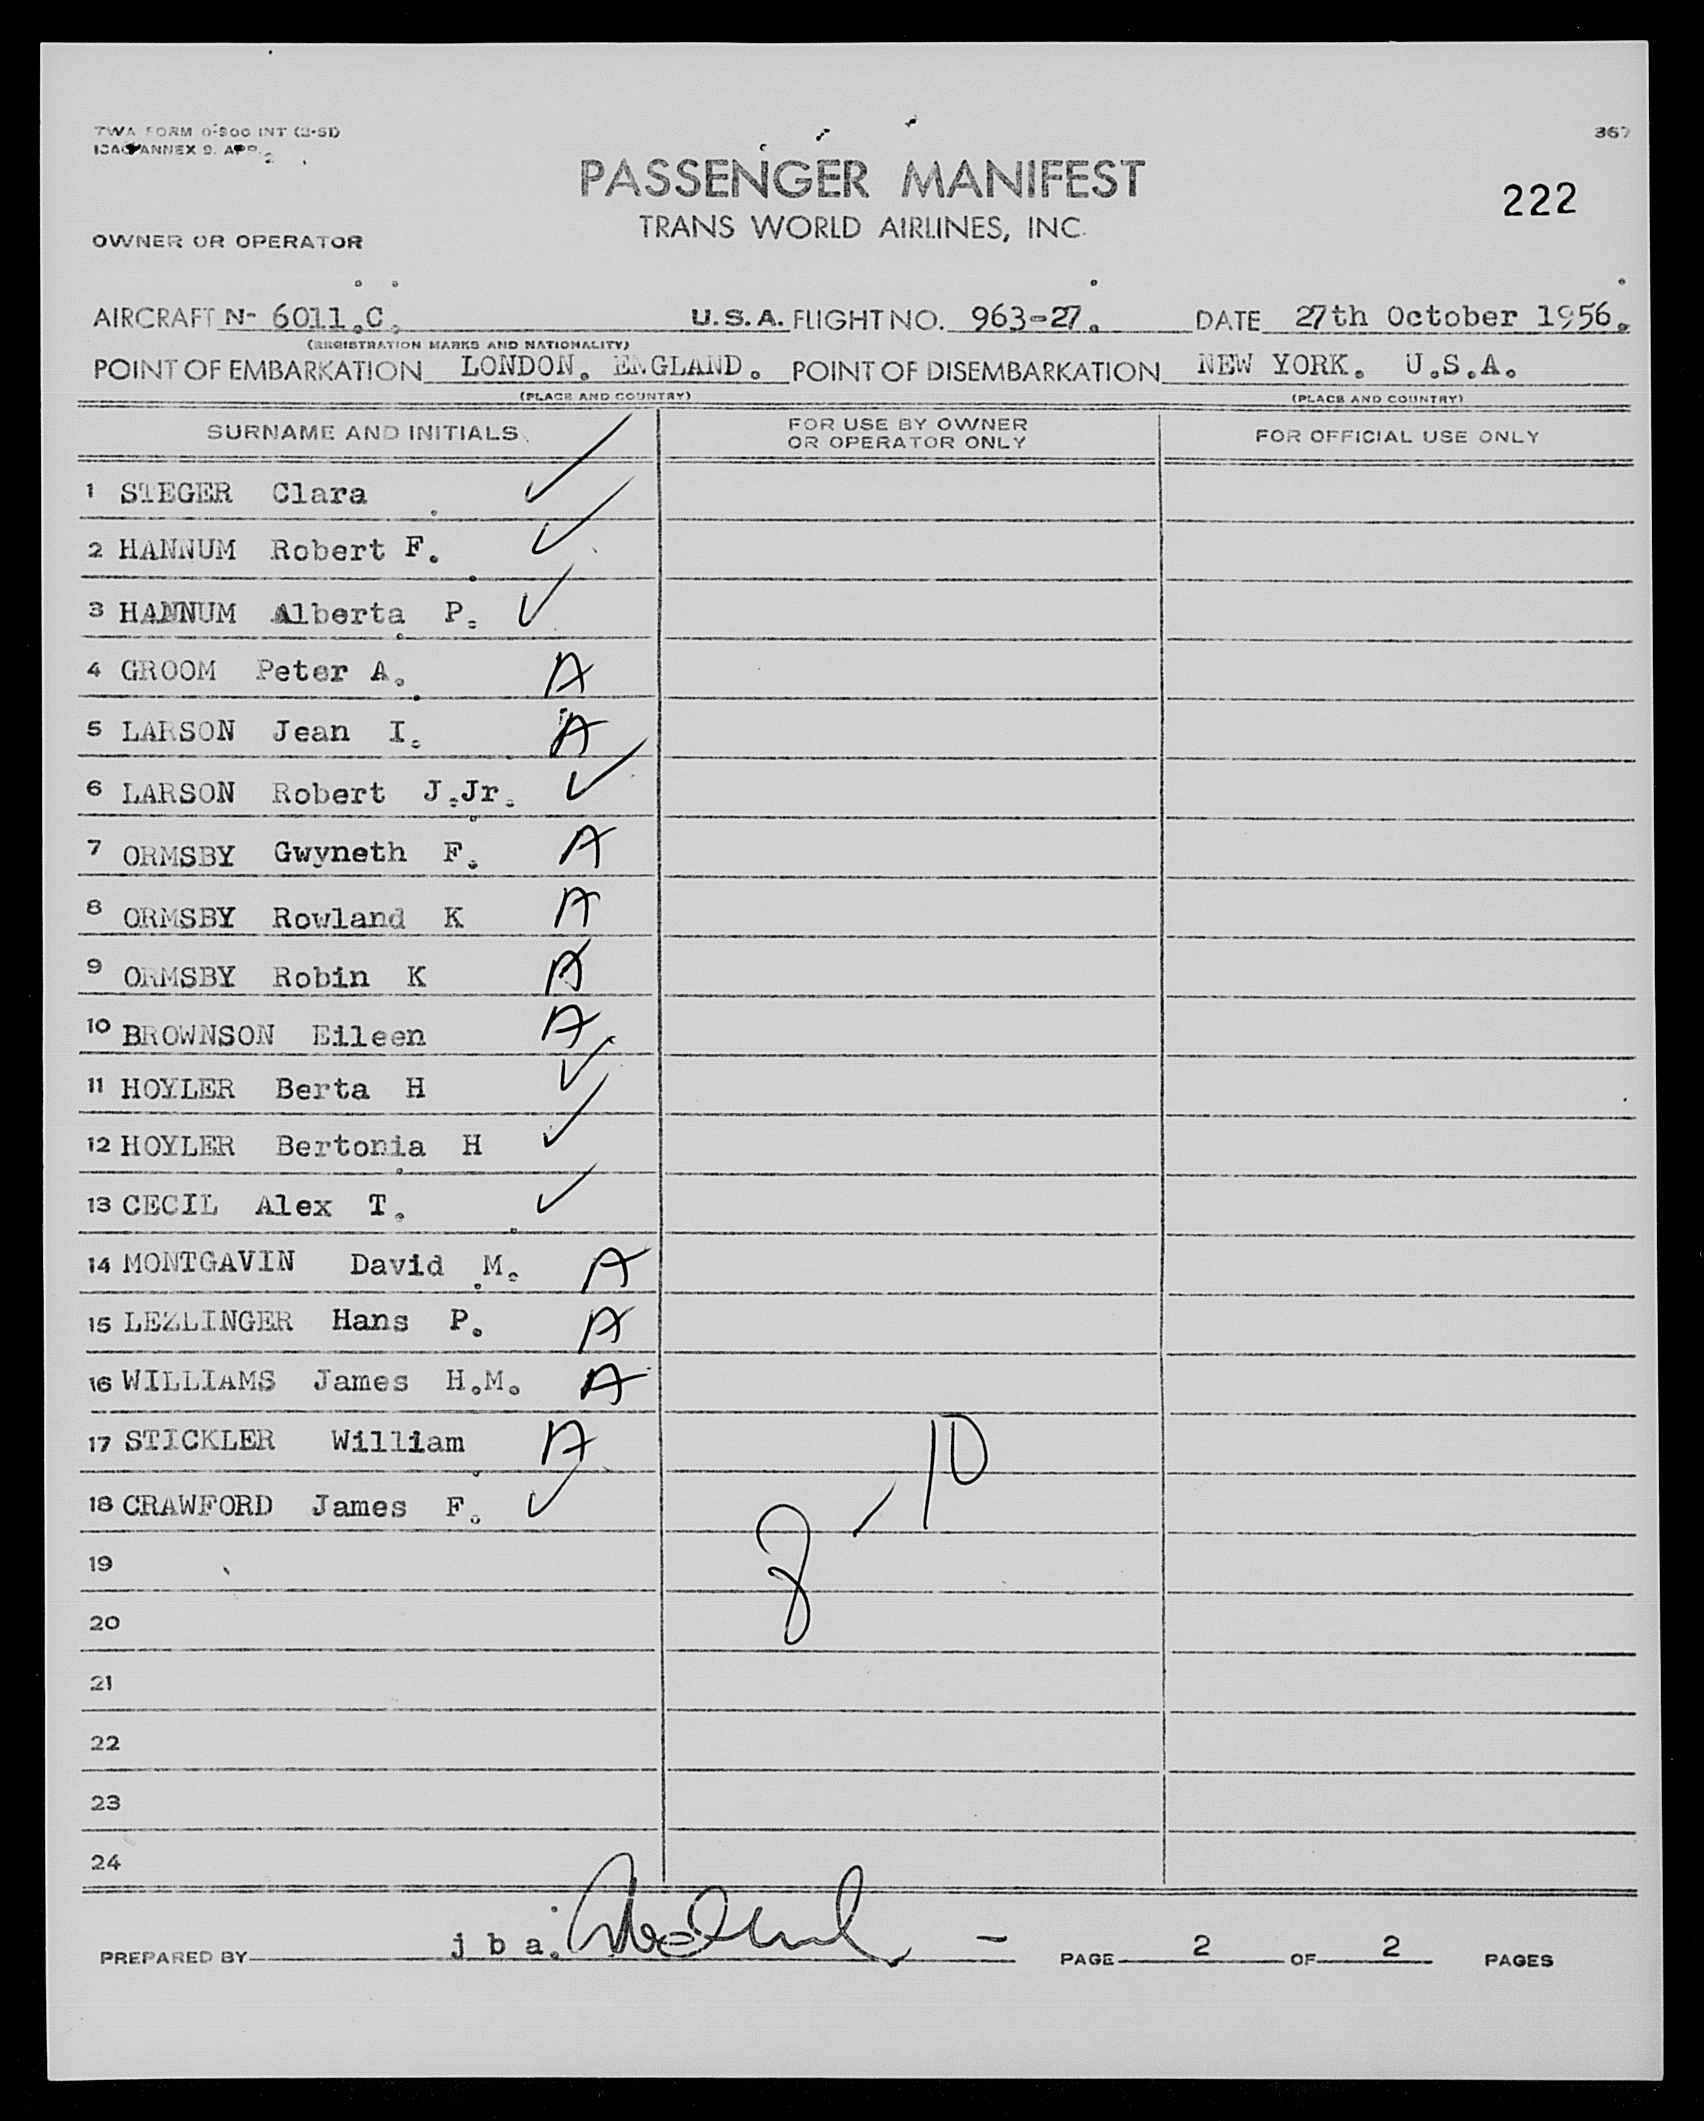 TWA FORM 0-800 INT (2-51)
ICAO ANNEX 9. APP. 2
367
PASSENGER MANIFEST
222
TRANS WORLD AIRLINES, INC.
OWNER OR OPERATOR
AIRCRAFT N- 6011.C. U.S.A. FLIGHT NO. 963-27. DATE 27th October 1956.
(REGISTRATION MARKS AND NATIONALITY)
POINT OF EMBARKATION LONDON. ENGLAND. POINT OF DISEMBARKATION NEW YORK. U.S.A.
(PLACE AND COUNTRY) (PLACE AND COUNTRY)
SURNAME AND INITIALS FOR USE BY OWNER OR OPERATOR ONLY FOR OFFICIAL USE ONLY
1 STEGER Clara ✓
2 HANNUM Robert F. ✓
3 HANNUM Alberta P. ✓
4 GROOM Peter A. A
5 LARSON Jean I. A
6 LARSON Robert J.Jr. ✓
7 ORMSBY Gwyneth F. A
8 ORMSBY Rowland K A
9 ORMSBY Robin K A
10 BROWNSON Eileen A
11 HOYLER Berta H ✓
12 HOYLER Bertonia H ✓
13 CECIL Alex T. ✓
14 MONTGAVIN David M. A
15 LEZLINGER Hans P. A
16 WILLIAMS James H.M. A
17 STICKLER William A
18 CRAWFORD James F. ✓
8 - 10
19
20
21
22
23
24
PREPARED BY j b a. PAGE 2 OF 2 PAGES